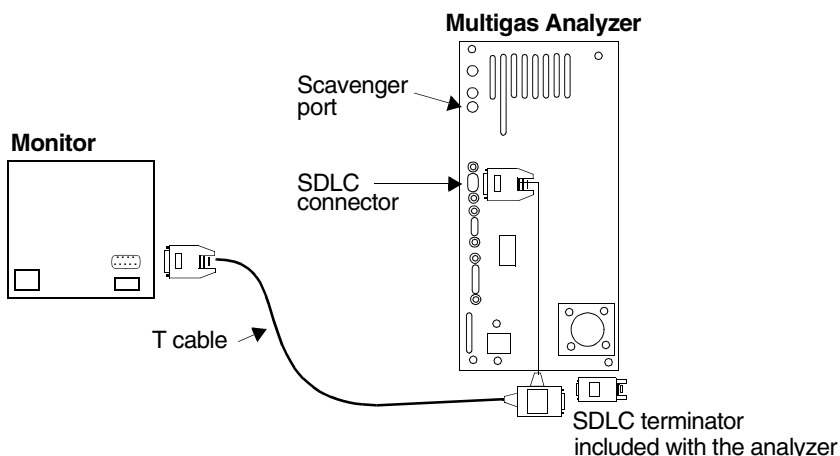 Multigas Analyzer
Scavenger
port
Monitor
SDLC
connector
T cable
SDLC terminator
included with the analyzer